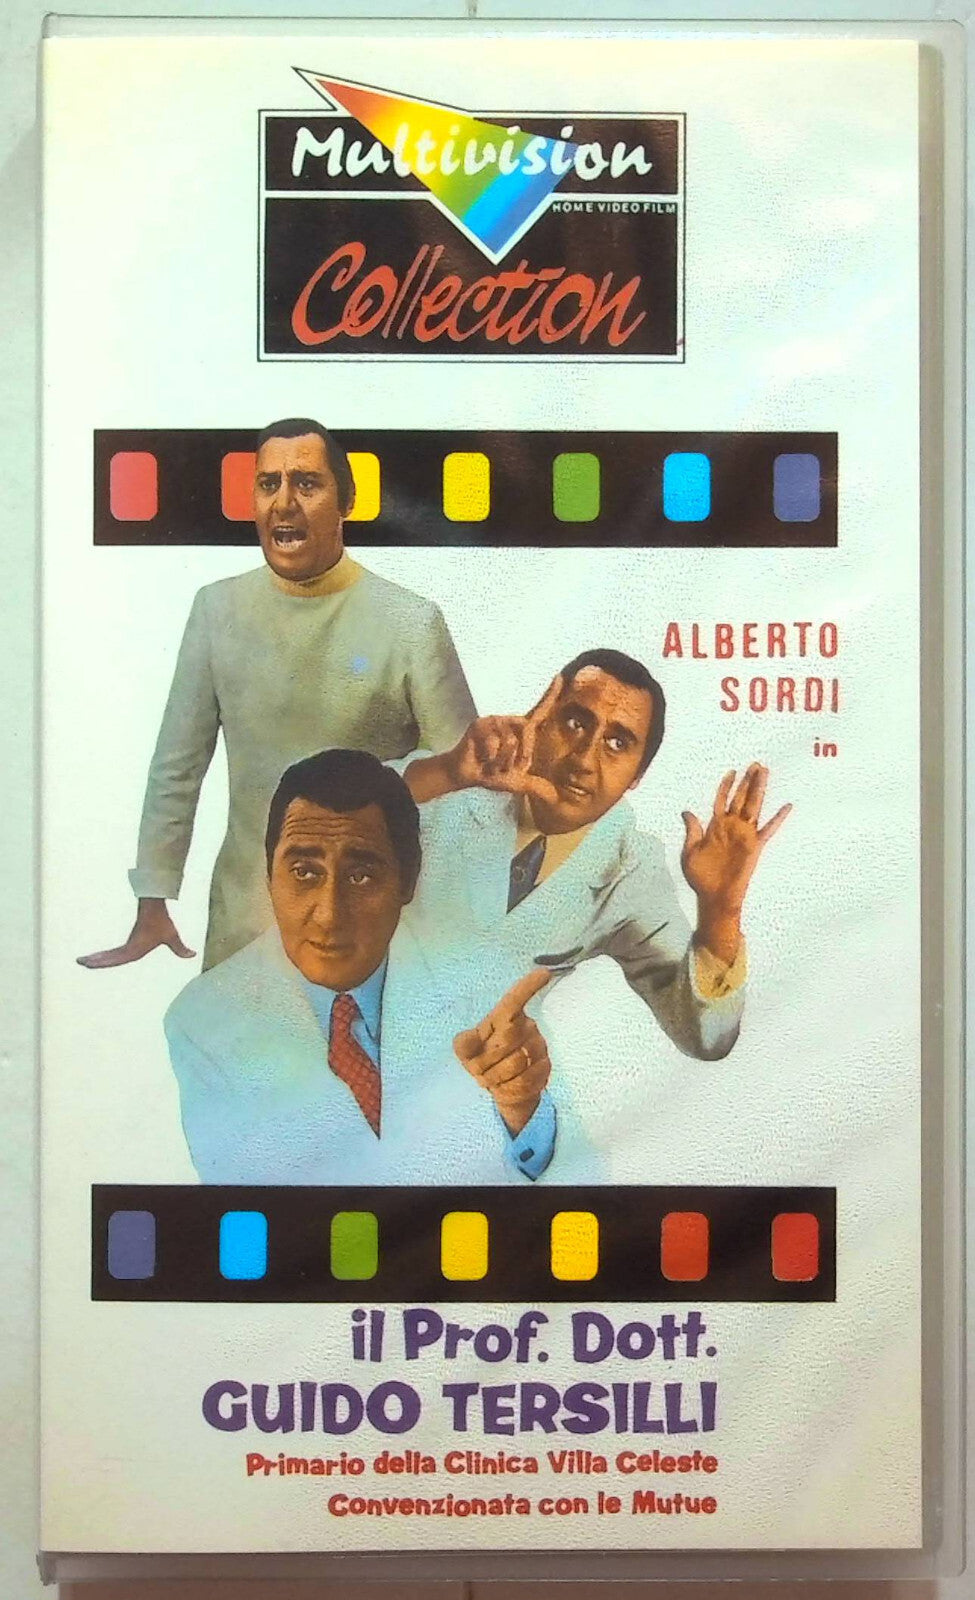 Multivision
HOME VIDEO FILM
Collection
ALBERTO
SORDI
in
il Prof. Dott.
GUIDO TERSILLI
Primario della Clinica Villa Celeste
Convenzionata con le Mutue